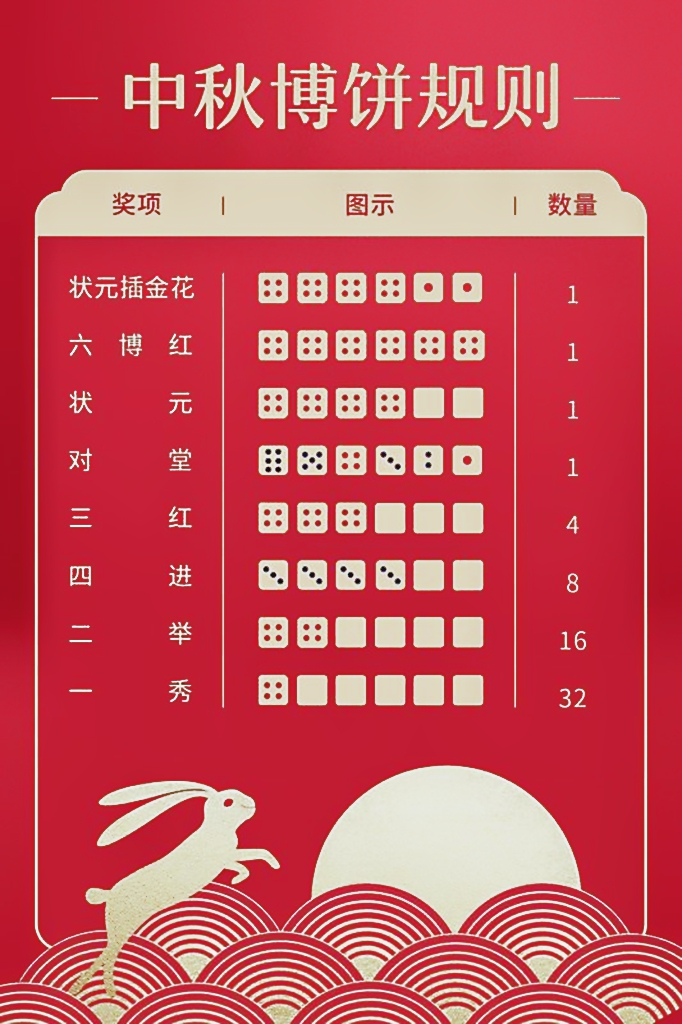 中秋博饼规则
奖项 图示 数量
状元插金花 1
六博红 1
状元 1
对堂 1
三红 4
四进 8
二举 16
一秀 32